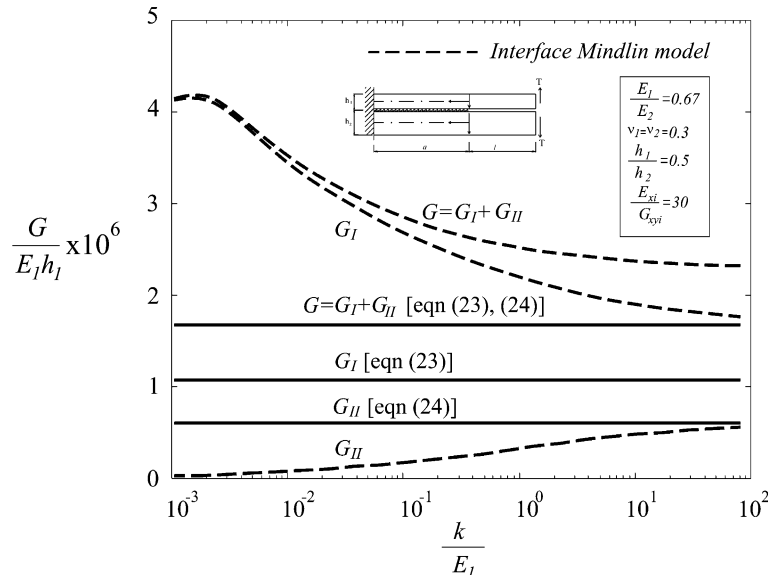 5
4
3
2
1
0
G
E1h1
x10^6
Interface Mindlin model
h1
h2
a
l
T
T
E1
E2
=0.67
ν1=ν2=0.3
h1
h2
=0.5
Exi
Gxyi
=30
G=GI+GII
GI
G=GI+GII [eqn (23), (24)]
GI [eqn (23)]
GII [eqn (24)]
GII
10^-3
10^-2
10^-1
10^0
10^1
10^2
k
E1